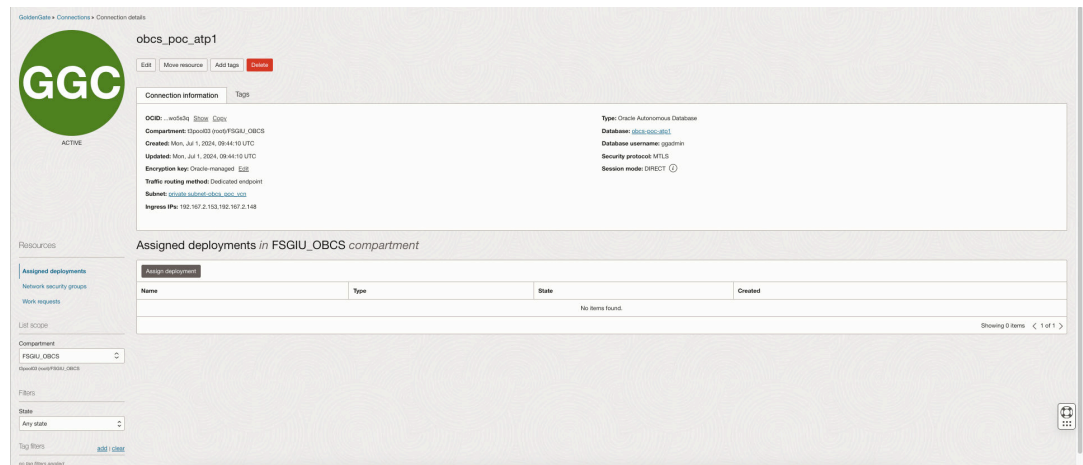 GoldenGate > Connections > Connection details
GGC
ACTIVE
obcs_poc_atp1
Edit
Move resource
Add tags
Delete
Connection information
Tags
OCID: ...wo5s3q Show Copy
Compartment: t3pool03 (root)/FSGIU_OBCS
Created: Mon, Jul 1, 2024, 09:44:10 UTC
Updated: Mon, Jul 1, 2024, 09:44:10 UTC
Encryption key: Oracle-managed Edit
Traffic routing method: Dedicated endpoint
Subnet: private subnet-obcs_poc_vcn
Ingress IPs: 192.167.2.153,192.167.2.148
Type: Oracle Autonomous Database
Database: obcs-poc-atp1
Database username: ggadmin
Security protocol: MTLS
Session mode: DIRECT
Resources
Assigned deployments
Network security groups
Work requests
List scope
Compartment
FSGIU_OBCS
t3pool03 (root)/FSGIU_OBCS
Filters
State
Any state
Tag filters add | clear
no tag filters applied
Assigned deployments in FSGIU_OBCS compartment
Assign deployment
Name Type State Created
No items found.
Showing 0 items < 1 of 1 >